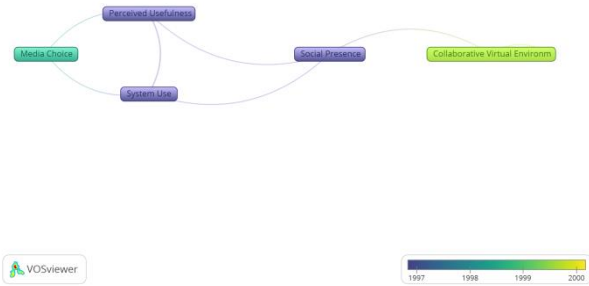 Perceived Usefulness
Media Choice
Social Presence
Collaborative Virtual Environm
System Use
VOSviewer
1997 1998 1999 2000